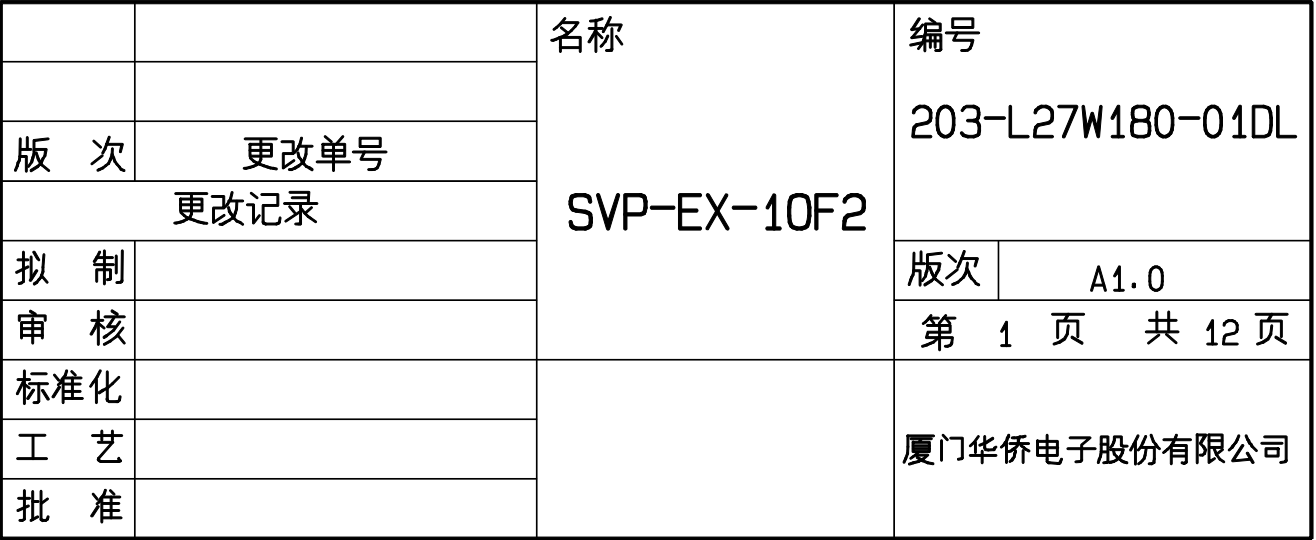 名称
编号
203-L27W180-01DL
版 次 更改单号
更改记录
SVP-EX-10F2
拟 制
版次 A1.0
审 核
第 1 页 共 12 页
标准化
工 艺
厦门华侨电子股份有限公司
批 准